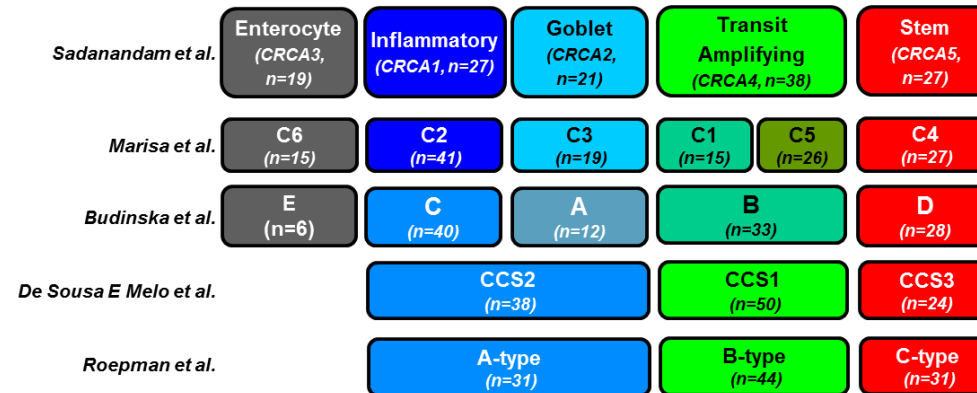 Sadanandam et al.
Enterocyte
(CRCA3,
n=19)
Inflammatory
(CRCA1, n=27)
Goblet
(CRCA2,
n=21)
Transit
Amplifying
(CRCA4, n=38)
Stem
(CRCA5,
n=27)
Marisa et al.
C6
(n=15)
C2
(n=41)
C3
(n=19)
C1
(n=15)
C5
(n=26)
C4
(n=27)
Budinska et al.
E
(n=6)
C
(n=40)
A
(n=12)
B
(n=33)
D
(n=28)
De Sousa E Melo et al.
CCS2
(n=38)
CCS1
(n=50)
CCS3
(n=24)
Roepman et al.
A-type
(n=31)
B-type
(n=44)
C-type
(n=31)